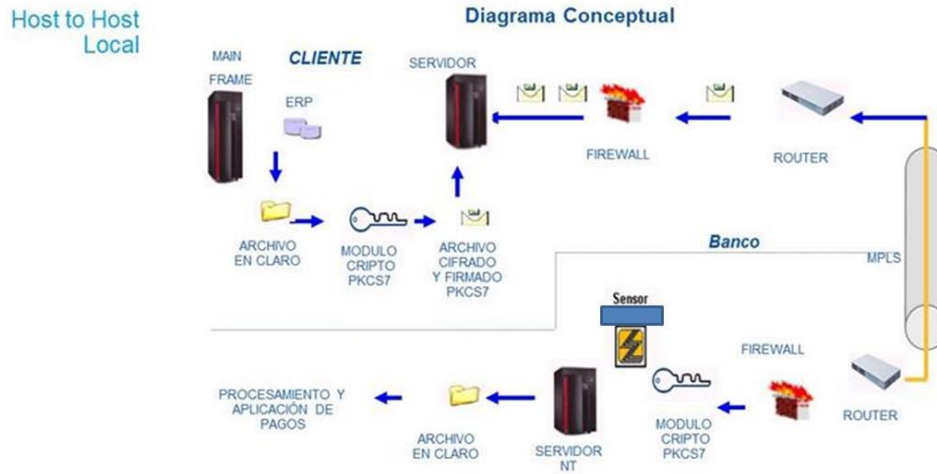 Host to Host
Local
Diagrama Conceptual
MAIN
FRAME
CLIENTE
ERP
SERVIDOR
FIREWALL
ROUTER
ARCHIVO
EN CLARO
MODULO
CRIPTO
PKCS7
ARCHIVO
CIFRADO
Y FIRMADO
PKCS7
Banco
MPLS
Sensor
FIREWALL
ROUTER
MODULO
CRIPTO
PKCS7
SERVIDOR
NT
ARCHIVO
EN CLARO
PROCESAMIENTO Y
APLICACIÓN DE
PAGOS